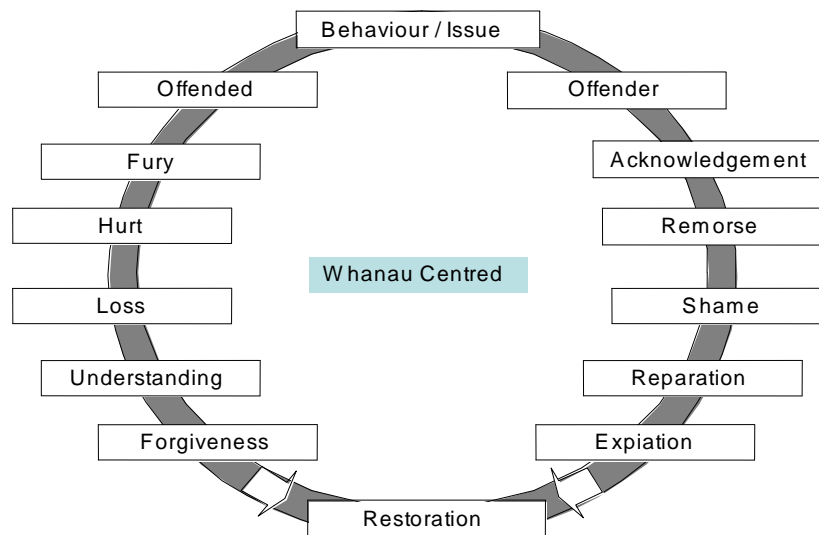 Behaviour / Issue
Offended
Offender
Fury
Acknowledgement
Hurt
Remorse
Whanau Centred
Loss
Shame
Understanding
Reparation
Forgiveness
Expiation
Restoration